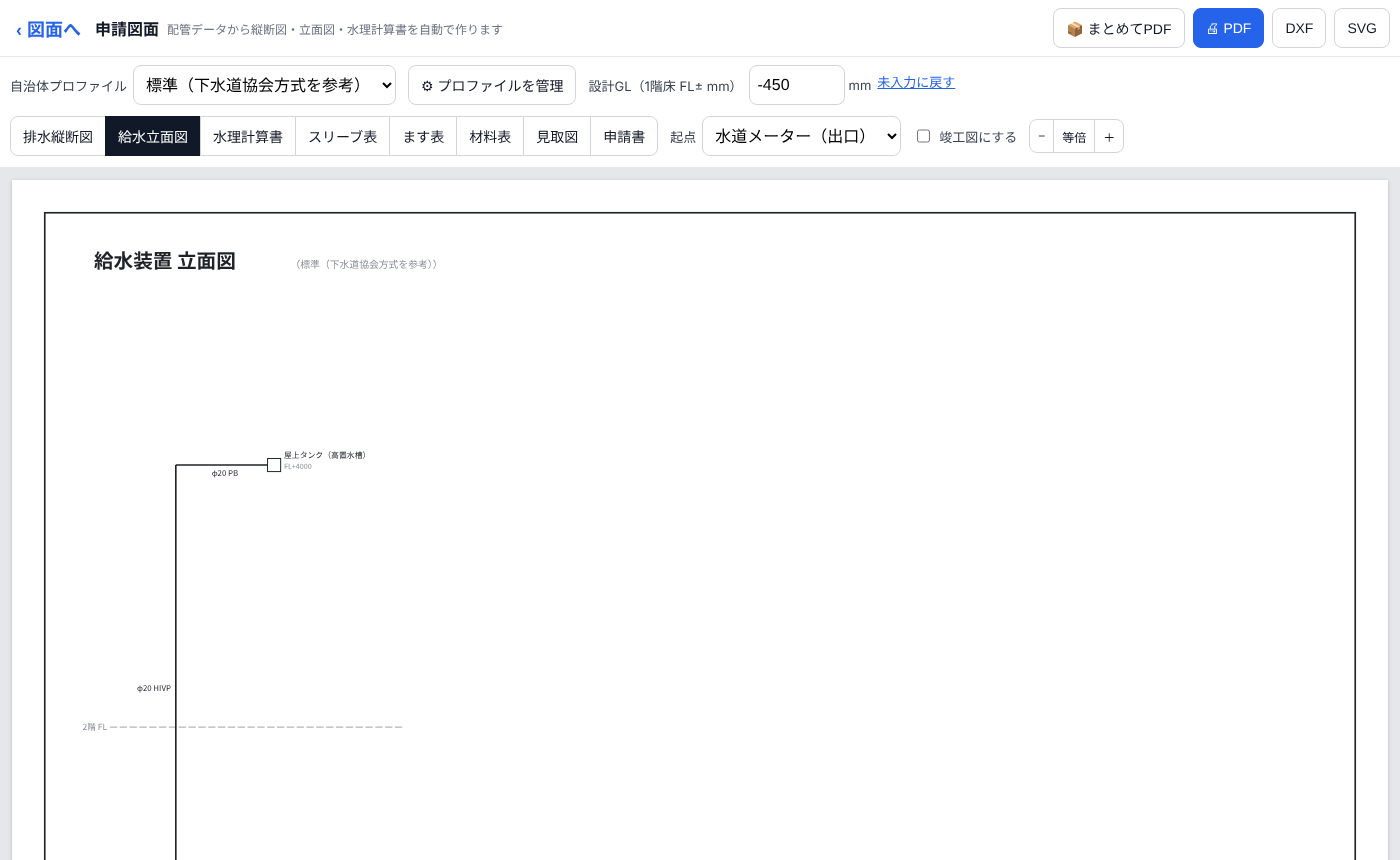 ‹ 図面へ 申請図面 配管データから縦断図・立面図・水理計算書を自動で作ります 📦 まとめてPDF 🖨 PDF DXF SVG
自治体プロファイル 標準（下水道協会方式を参考） ⚙ プロファイルを管理 設計GL（1階床 FL± mm） -450 mm 未入力に戻す
排水縦断図 給水立面図 水理計算書 スリーブ表 ます表 材料表 見取図 申請書 起点 水道メーター（出口） 竣工図にする − 等倍 ＋
給水装置 立面図 （標準（下水道協会方式を参考））
屋上タンク（高置水槽）
FL+4000
φ20 PB
φ20 HIVP
2階 FL